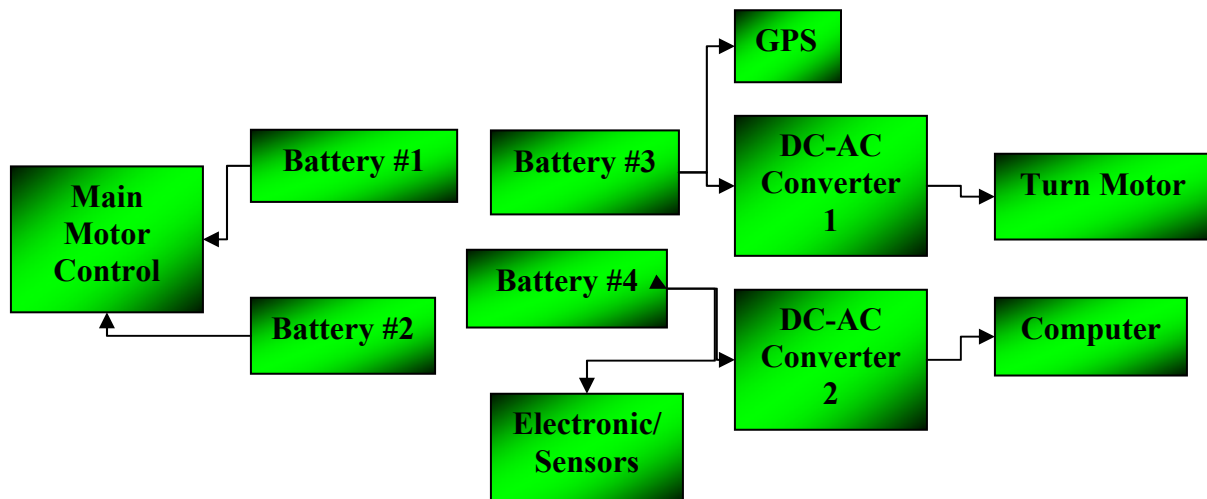 GPS
Battery #1
Battery #3
DC-AC
Converter
1
Main
Motor
Control
Turn Motor
Battery #4
Battery #2
DC-AC
Converter
2
Computer
Electronic/
Sensors